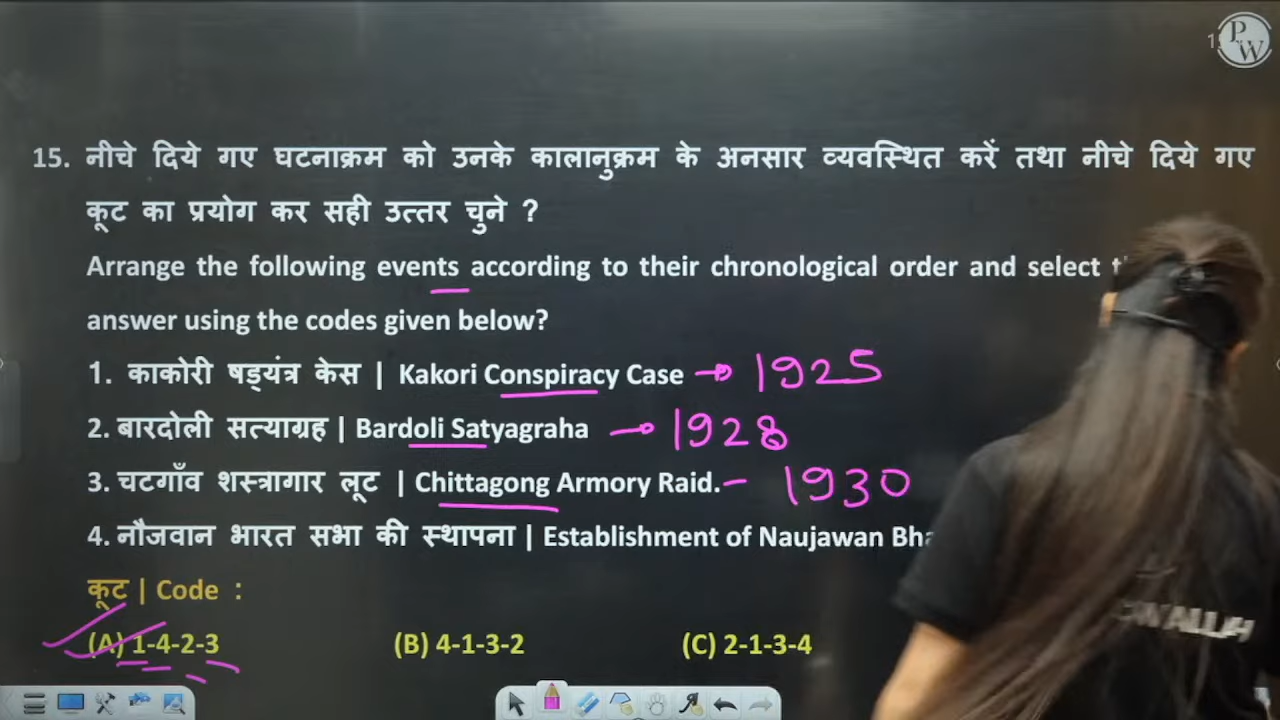 PW
15. नीचे दिये गए घटनाक्रम को उनके कालानुक्रम के अनसार व्यवस्थित करें तथा नीचे दिये गए
कूट का प्रयोग कर सही उत्तर चुने ?
Arrange the following events according to their chronological order and select
answer using the codes given below?
1. काकोरी षड्यंत्र केस | Kakori Conspiracy Case → 1925
2. बारदोली सत्याग्रह | Bardoli Satyagraha → 1928
3. चटगाँव शस्त्रागार लूट | Chittagong Armory Raid. - 1930
4. नौजवान भारत सभा की स्थापना | Establishment of Naujawan
कूट | Code :
(A) 1-4-2-3 (B) 4-1-3-2 (C) 2-1-3-4